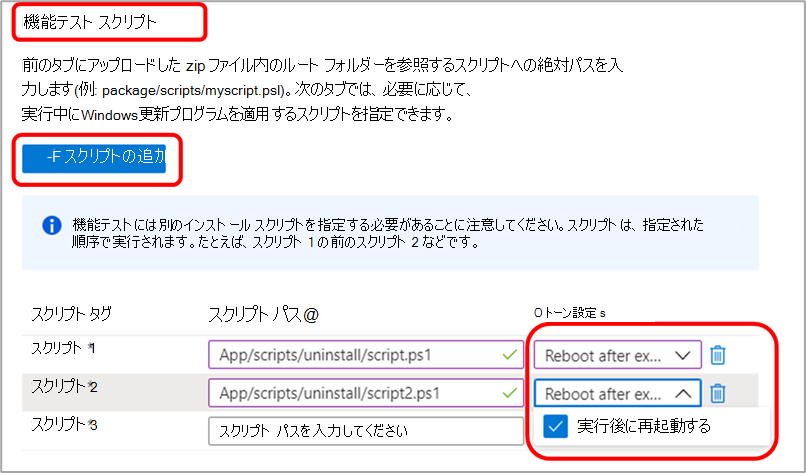 機能テスト スクリプト
前のタブにアップロードした zip ファイル内のルート フォルダーを参照するスクリプトへの絶対パスを入
力します(例: package/scripts/myscript.psl)。次のタブでは、必要に応じて、
実行中にWindows更新プログラムを適用するスクリプトを指定できます。
-F スクリプトの追加
機能テストには別のインストール スクリプトを指定する必要があることに注意してください。スクリプトは、指定された
順序で実行されます。たとえば、スクリプト 1の前のスクリプト 2などです。
スクリプト タグ スクリプト パス@ 0トーン設定 s
スクリプト *1 App/scripts/uninstall/script.ps1 Reboot after ex...
スクリプト*2 App/scripts/uninstall/script2.ps1 Reboot after ex...
スクリプト*3 スクリプト パスを入力してください 実行後に再起動する